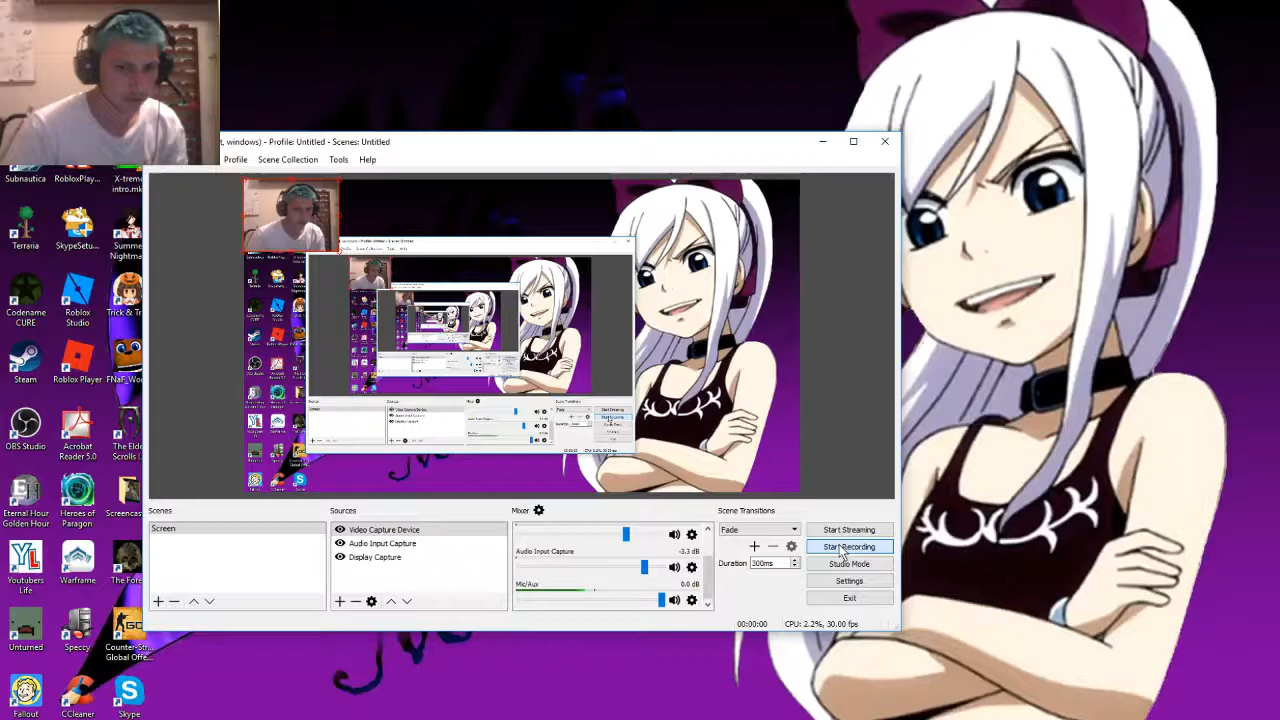 t, windows) - Profile: Untitled - Scenes: Untitled
Profile Scene Collection Tools Help
Subnautica RobloxPlay... X-treme intro.mk...
Terraria SkypeSetu... Summe
Nightma
Codename CURE Roblox Studio Trick & Tr
Steam Roblox Player FNaF_Wo
OBS Studio Acrobat Reader 5.0 The Elde Scrolls I
Eternal Hour Golden Hour Heroes of Paragon Screencas
Youtubers Life Warframe The Fore
Unturned Speccy Counter-Str...
Global Offe...
Fallout CCleaner Skype
Scenes
Screen
Sources
Video Capture Device
Audio Input Capture
Display Capture
Mixer
Audio Input Capture -3.3 dB
Mic/Aux 0.0 dB
Scene Transitions
Fade
Duration 300ms
Start Streaming
Start Recording
Studio Mode
Settings
Exit
00:00:00 CPU: 2.2%, 30.00 fps